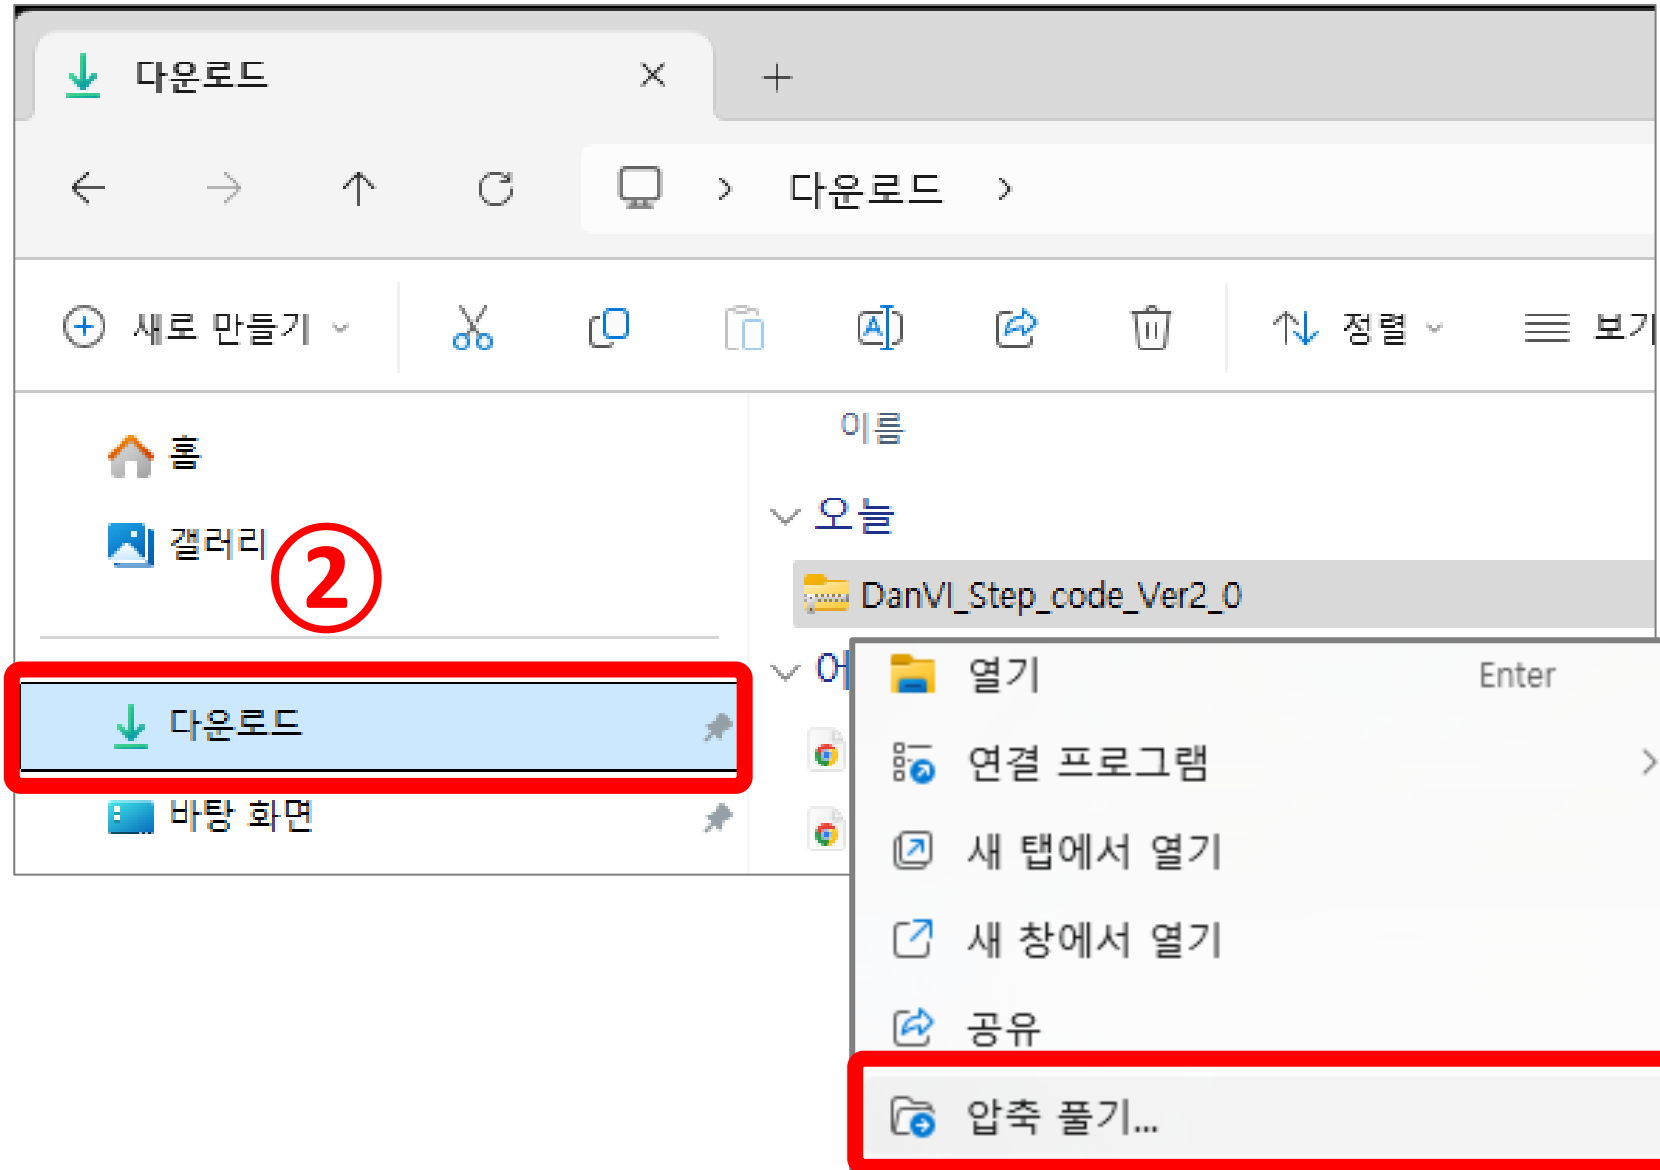 다운로드
다운로드
새로 만들기
정렬
보기
홈
갤러리
②
다운로드
바탕 화면
이름
오늘
DanVI_Step_code_Ver2_0
어
열기 Enter
연결 프로그램
새 탭에서 열기
새 창에서 열기
공유
압축 풀기...